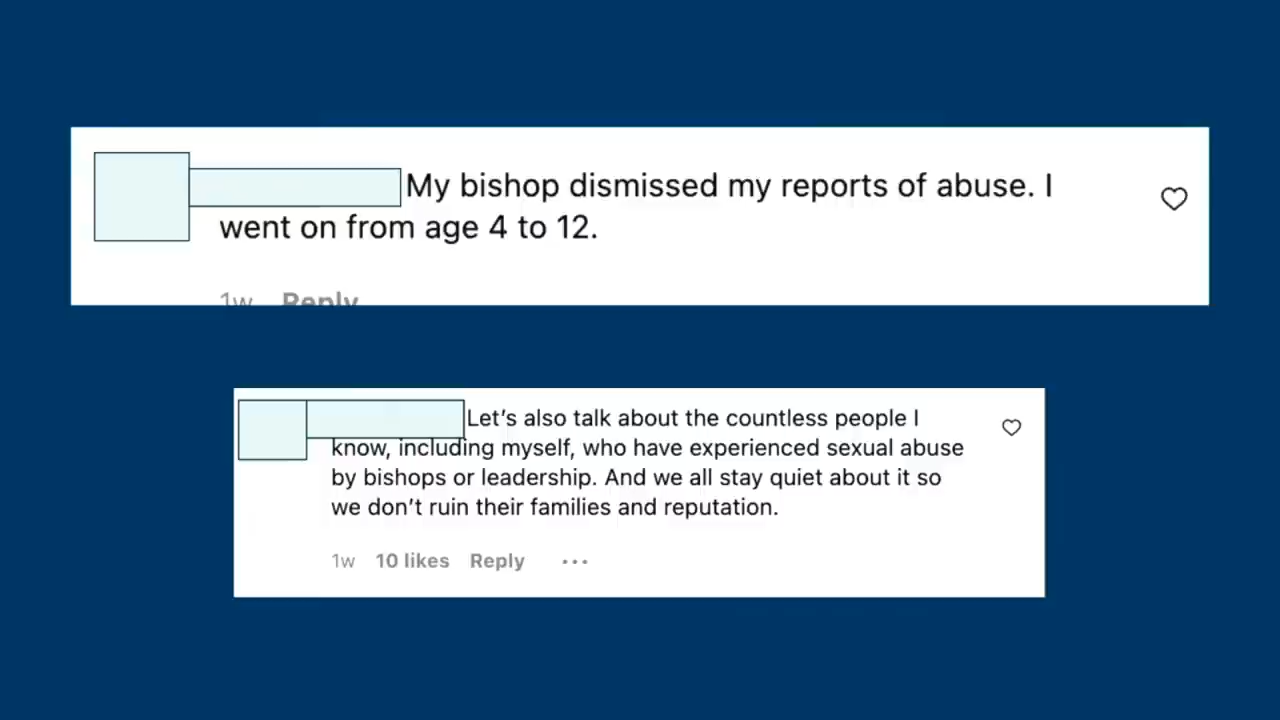 My bishop dismissed my reports of abuse. I
went on from age 4 to 12.
1w Reply
Let's also talk about the countless people I
know, including myself, who have experienced sexual abuse
by bishops or leadership. And we all stay quiet about it so
we don't ruin their families and reputation.
1w 10 likes Reply ...